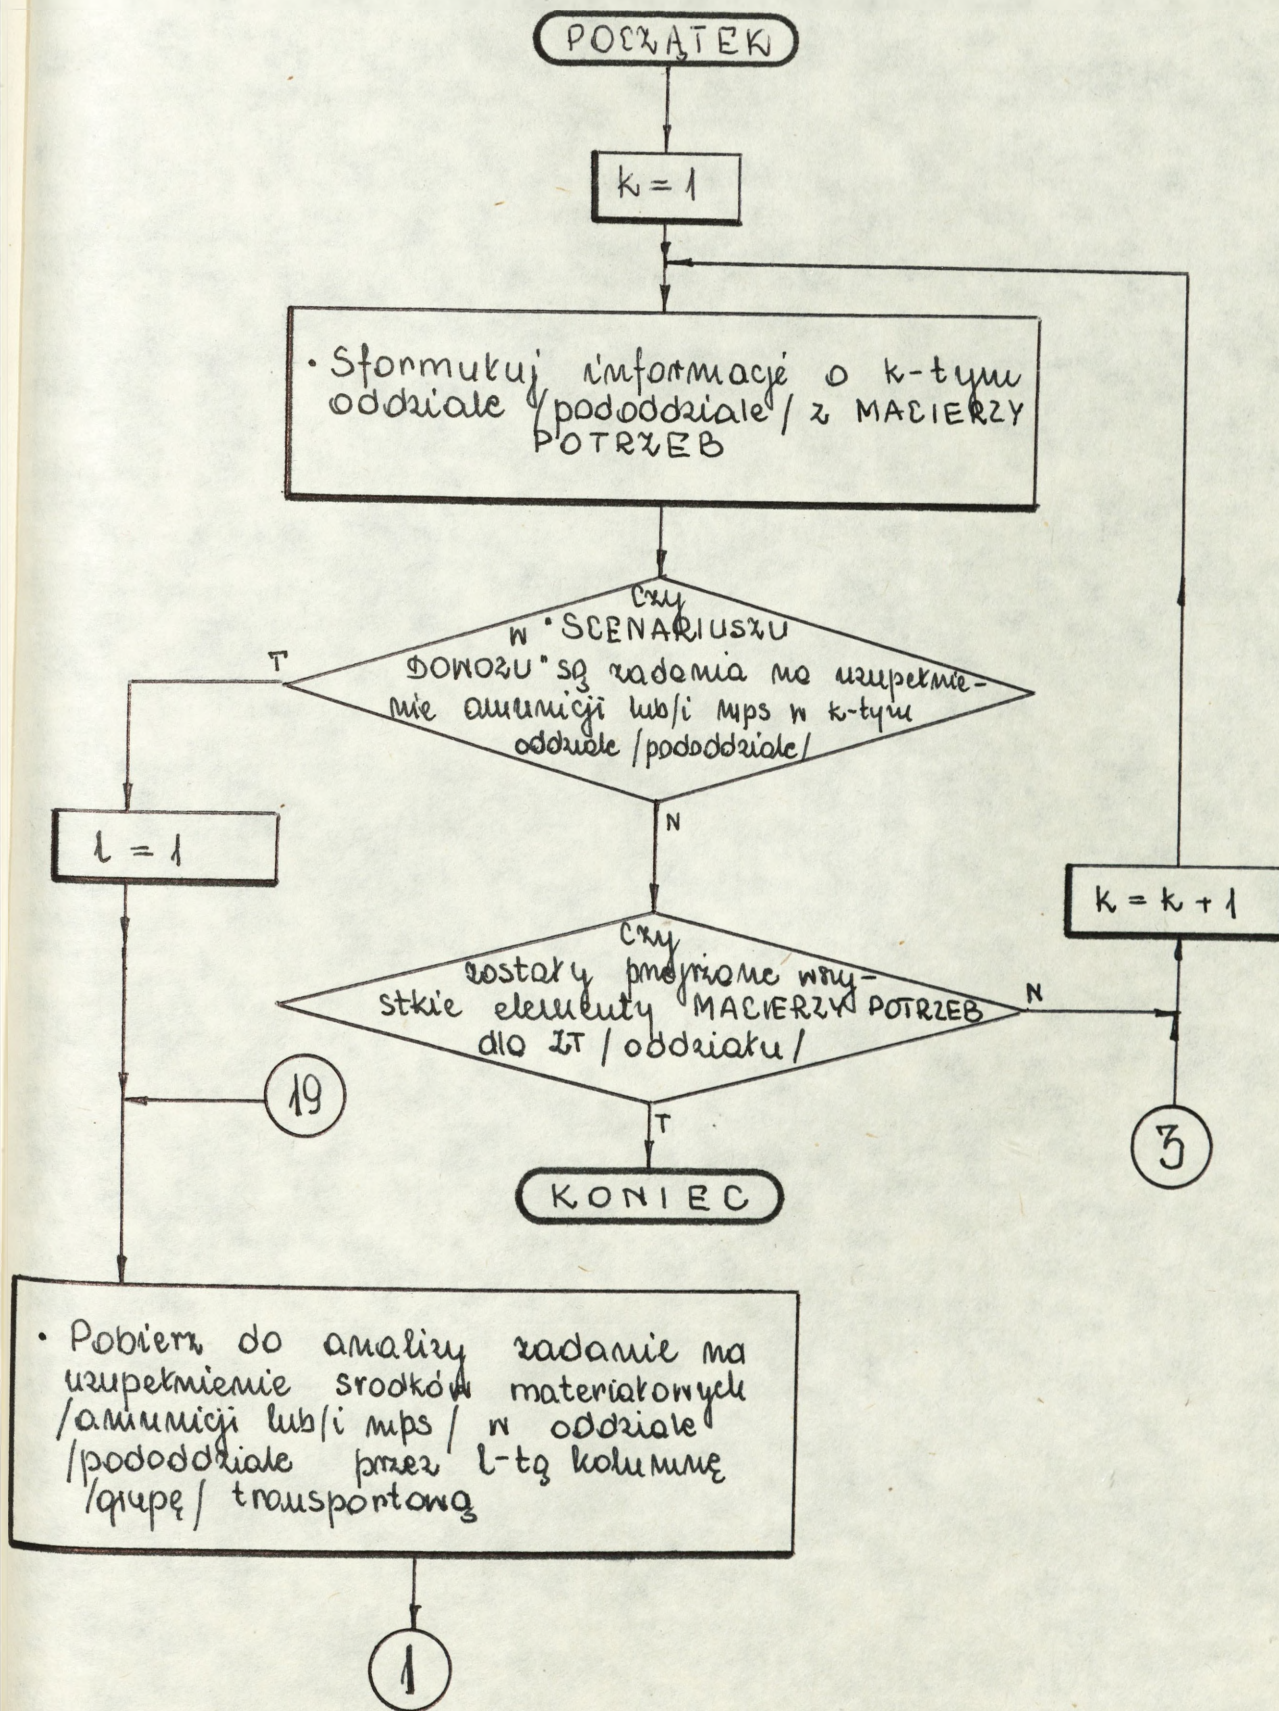 POCZĄTEK
k = 1
• Sformułuj informację o k-tym
oddziale /pododdziale/ z MACIERZY
POTRZEB
Czy
w "SCENARIUSZU
DOWOZU" są zadania na uzupełnie-
nie amunicji lub/i mps w k-tym
oddziale /pododdziale/
T
N
l = 1
k = k + 1
Czy
zostały przejrzane wszy-
stkie elementy MACIERZY POTRZEB
dla ZT /oddziału/
N
19
T
3
KONIEC
• Pobierz do analizy zadanie na
uzupełnienie srodków materiałowych
/amunicji lub/i mps/ w oddziale
/pododdziale przez l-tą kolumnę
/grupę/ transportową
1